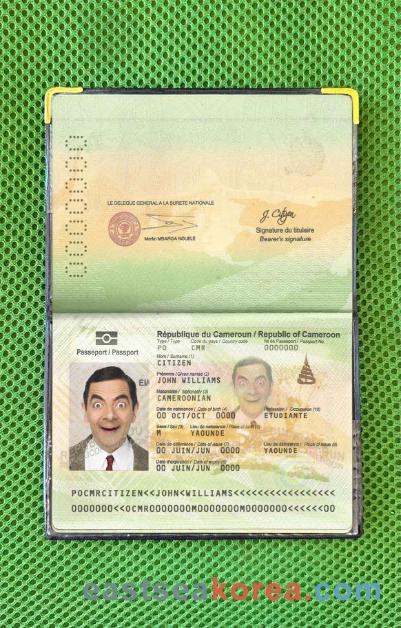 0000000
LE DELEGUE GENERAL A LA SURETE NATIONALE
Martin MBARGA NGUELE
J. Citizen
Signature du titulaire
Bearer's signature
République du Cameroun / Republic of Cameroon
Passeport / Passport
Type / Type Code du pays / Country code N° de Passeport / Passport No
PO CMR 0000000
Nom / Surname (1)
CITIZEN
Prénoms / Given names (2)
JOHN WILLIAMS
Nationalité / Nationality (3)
CAMEROONIAN
Date de naissance / Date of birth (4) Profession / Occupation (10)
00 OCT/OCT 0000 ETUDIANTE
Sexe / Sex (5) Lieu de naissance / Place of birth (6)
M YAOUNDE
Date de délivrance / Date of issue (7) Lieu de délivrance / Place of issue (9)
00 JUIN/JUN 0000 YAOUNDE
Date d'expiration / Date of expiry (8)
00 JUIN/JUN 0000
POCMRCITIZEN<<JOHN<WILLIAMS<<<<<<<<<<<<<<<<<
0000000<<0CMR0000000M0000000M0000000<<<<<<00
eastseakorea.com